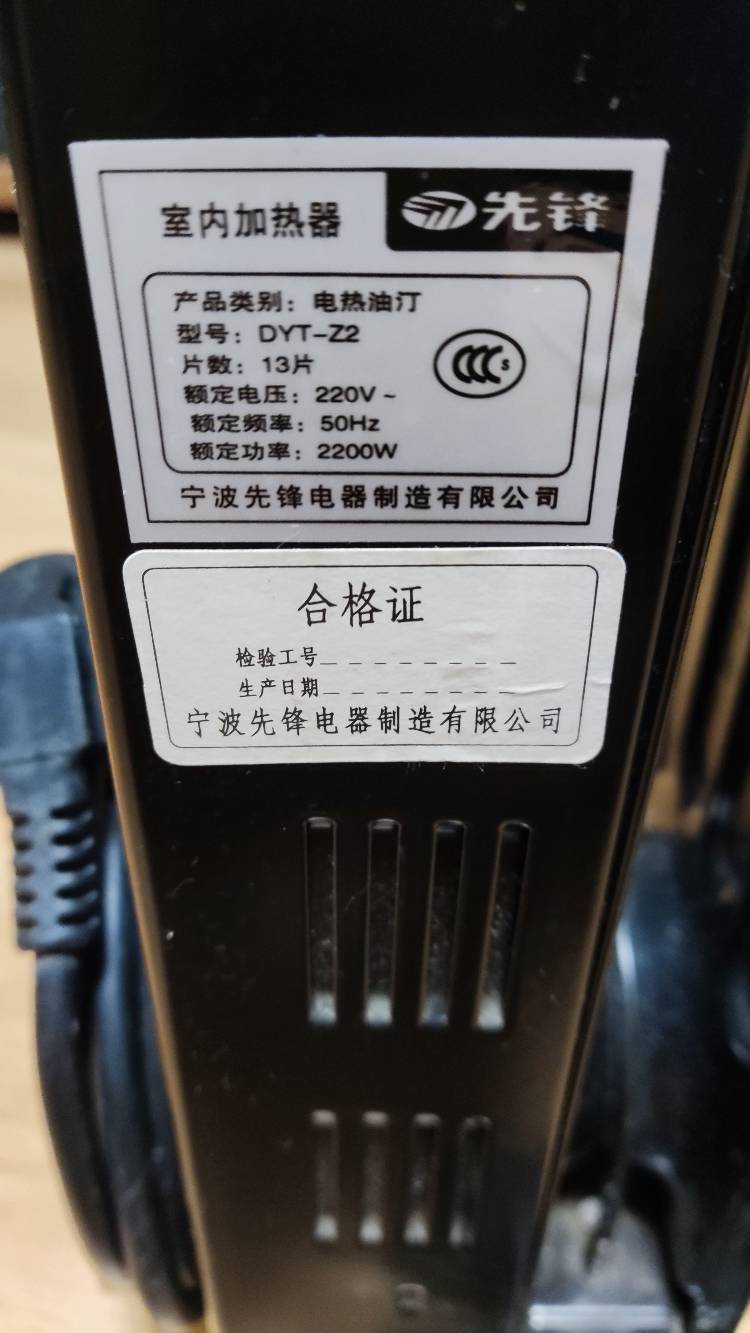 室内加热器
先锋
产品类别：电热油汀
型号：DYT-Z2
片数：13片
额定电压：220V～
额定频率：50Hz
额定功率：2200W
CCC S
宁波先锋电器制造有限公司
合格证
检验工号
生产日期
宁波先锋电器制造有限公司